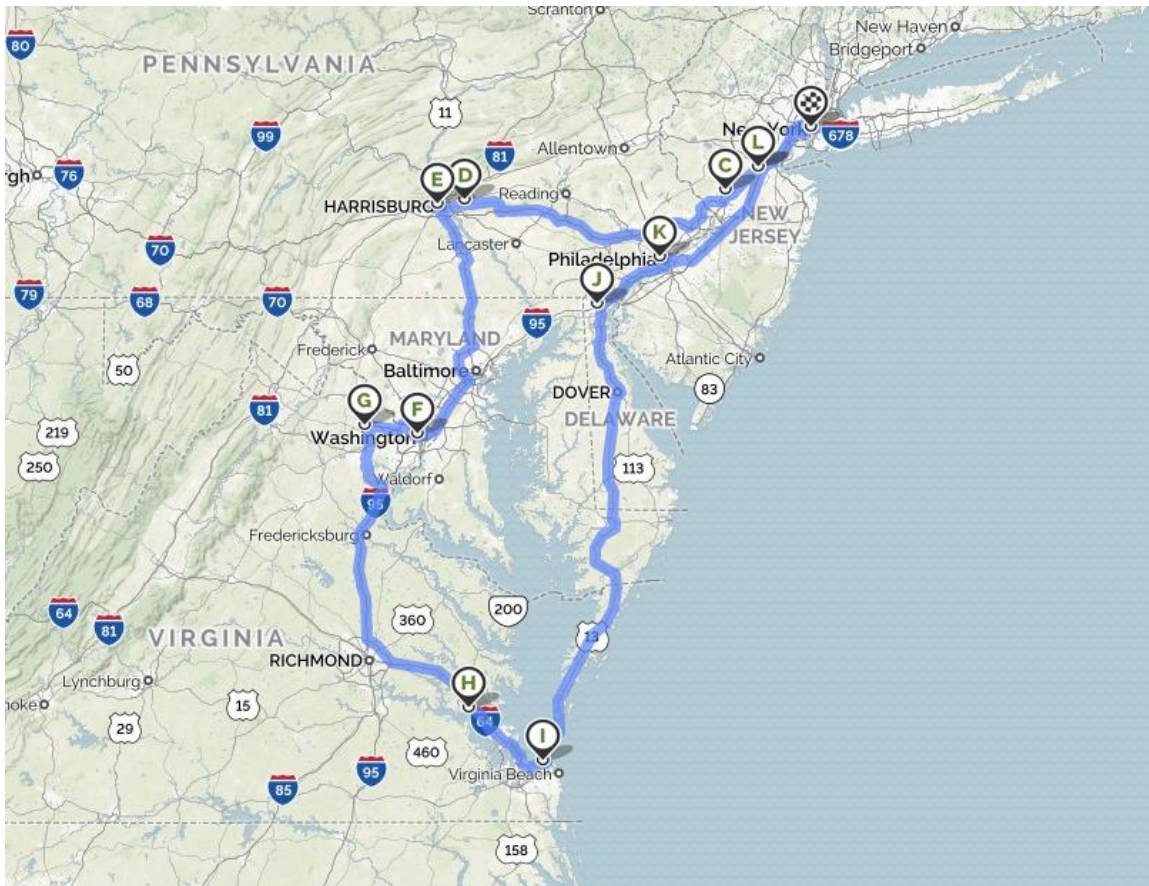 Scranton
New Haven
Bridgeport
80
PENNSYLVANIA
11
99
New York
678
L
Allentown
81
76
C
E
D
Reading
HARRISBURG
NEW
JERSEY
K
70
Lancaster
Philadelphia
J
79
68
70
95
MARYLAND
Frederick
50
Baltimore
Atlantic City
83
DOVER
DELAWARE
G
F
81
219
Washington
250
113
Waldorf
95
Fredericksburg
64
81
360
200
VIRGINIA
13
RICHMOND
Lynchburg
H
15
64
29
460
I
95
Virginia Beach
85
158